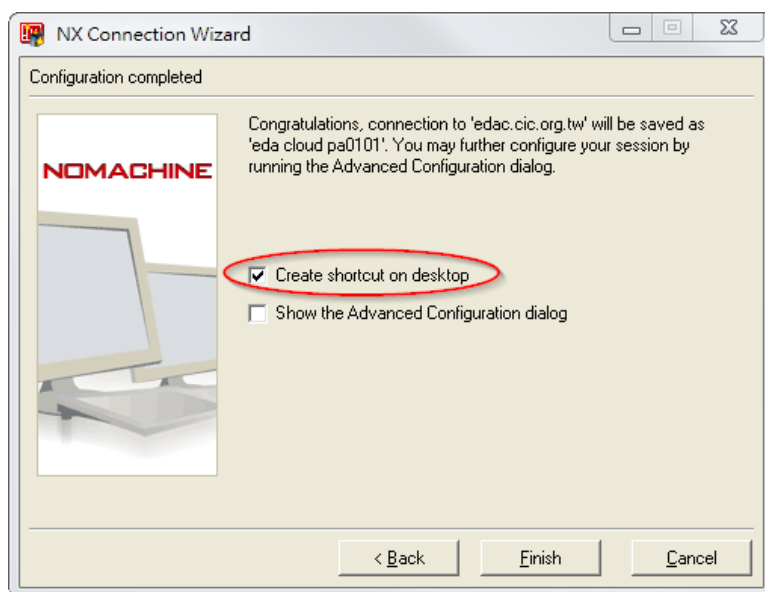 NX Connection Wizard
Configuration completed
NOMACHINE
Congratulations, connection to 'edac.cic.org.tw' will be saved as
'eda cloud pa0101'. You may further configure your session by
running the Advanced Configuration dialog.
Create shortcut on desktop
Show the Advanced Configuration dialog
< Back
Finish
Cancel